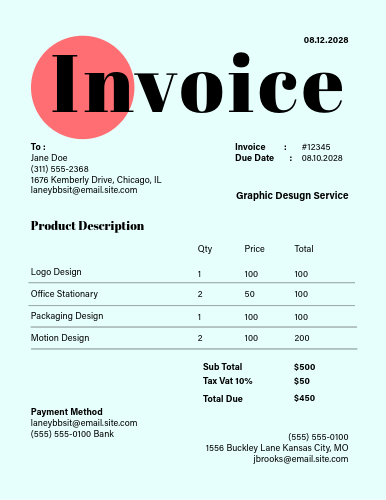 08.12.2028
Invoice
To :
Jane Doe
(311) 555-2368
1676 Kemberly Drive, Chicago, IL
laneybbsit@email.site.com
Invoice : #12345
Due Date : 08.10.2028
Graphic Desugn Service
Product Description
Qty Price Total
Logo Design 1 100 100
Office Stationary 2 50 100
Packaging Design 1 100 100
Motion Design 2 100 200
Sub Total $500
Tax Vat 10% $50
Total Due $450
Payment Method
laneybbsit@email.site.com
(555) 555-0100 Bank
(555) 555-0100
1556 Buckley Lane Kansas City, MO
jbrooks@email.site.com